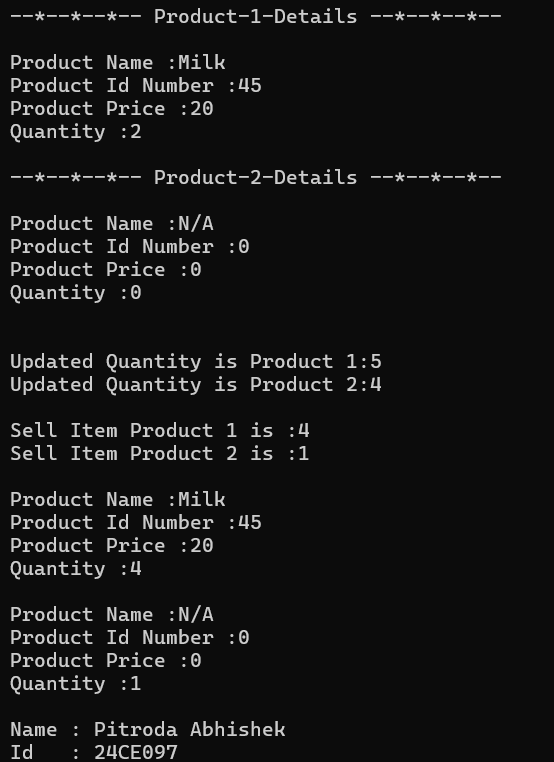 --*--*--*-- Product-1-Details --*--*--*--
Product Name :Milk
Product Id Number :45
Product Price :20
Quantity :2
--*--*--*-- Product-2-Details --*--*--*--
Product Name :N/A
Product Id Number :0
Product Price :0
Quantity :0
Updated Quantity is Product 1:5
Updated Quantity is Product 2:4
Sell Item Product 1 is :4
Sell Item Product 2 is :1
Product Name :Milk
Product Id Number :45
Product Price :20
Quantity :4
Product Name :N/A
Product Id Number :0
Product Price :0
Quantity :1
Name : Pitroda Abhishek
Id   : 24CE097